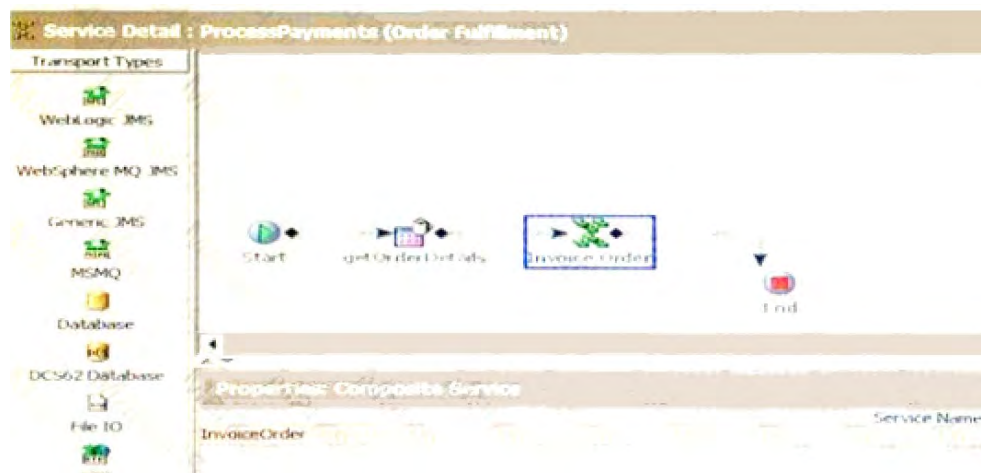 Service Detail : ProcessPayments (Order Fulfillment)
Transport Types
WebLogic JMS
WebSphere MQ JMS
Generic JMS
MSMQ
Database
DCS62 Database
File IO
Start
getOrderDetails
Invoice Order
End
Properties: Composite Service
Service Name
InvoiceOrder